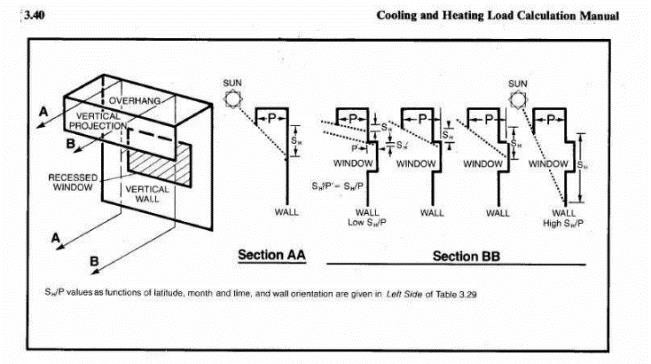 3.40
Cooling and Heating Load Calculation Manual
A
B
OVERHANG
VERTICAL
PROJECTION
RECESSED
WINDOW
VERTICAL
WALL
A
B
SUN
P
S_H
WALL
Section AA
P
S_H
P'
S_H'
WINDOW
S_H'/P' = S_H/P
WALL
Low S_H/P
P
S_H
WINDOW
WALL
P
S_H
WINDOW
WALL
SUN
P
S_H
WINDOW
WALL
High S_H/P
Section BB
S_H/P values as functions of latitude, month and time, and wall orientation are given in Left Side of Table 3.29